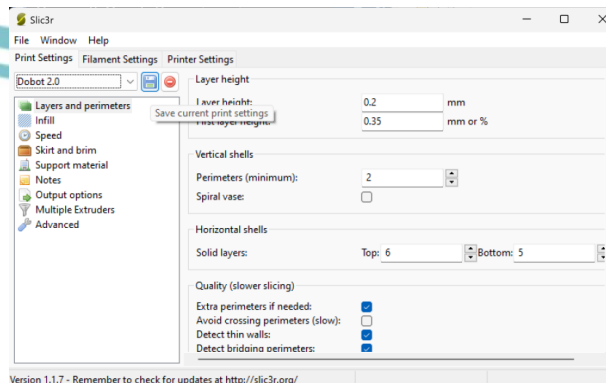 Slic3r
File Window Help
Print Settings Filament Settings Printer Settings
Dobot 2.0
Save current print settings
Layers and perimeters
Infill
Speed
Skirt and brim
Support material
Notes
Output options
Multiple Extruders
Advanced
Layer height
Layer height: 0.2 mm
First layer height: 0.35 mm or %
Vertical shells
Perimeters (minimum): 2
Spiral vase:
Horizontal shells
Solid layers: Top: 6 Bottom: 5
Quality (slower slicing)
Extra perimeters if needed:
Avoid crossing perimeters (slow):
Detect thin walls:
Detect bridging perimeters:
Version 1.1.7 - Remember to check for updates at http://slic3r.org/